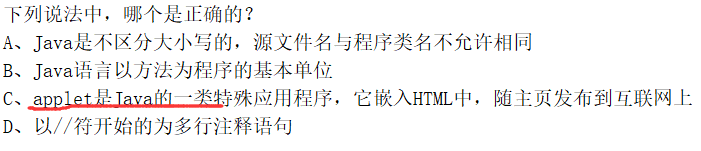 下列说法中，哪个是正确的？
A、Java是不区分大小写的，源文件名与程序类名不允许相同
B、Java语言以方法为程序的基本单位
C、applet是Java的一类特殊应用程序，它嵌入HTML中，随主页发布到互联网上
D、以//符开始的为多行注释语句